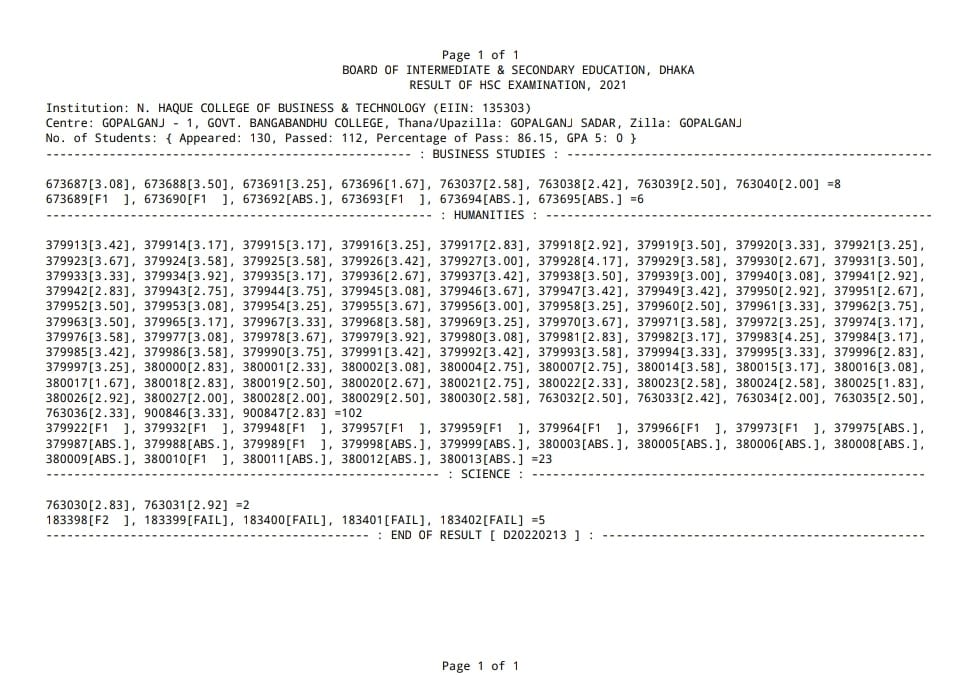 Page 1 of 1
BOARD OF INTERMEDIATE & SECONDARY EDUCATION, DHAKA
RESULT OF HSC EXAMINATION, 2021
Institution: N. HAQUE COLLEGE OF BUSINESS & TECHNOLOGY (EIIN: 135303)
Centre: GOPALGANJ - 1, GOVT. BANGABANDHU COLLEGE, Thana/Upazilla: GOPALGANJ SADAR, Zilla: GOPALGANJ
No. of Students: { Appeared: 130, Passed: 112, Percentage of Pass: 86.15, GPA 5: 0 }
---------------------------------------------------- : BUSINESS STUDIES : ----------------------------------------------------
673687[3.08], 673688[3.50], 673691[3.25], 673696[1.67], 763037[2.58], 763038[2.42], 763039[2.50], 763040[2.00] =8
673689[F1  ], 673690[F1  ], 673692[ABS.], 673693[F1  ], 673694[ABS.], 673695[ABS.] =6
------------------------------------------------------- : HUMANITIES : -------------------------------------------------------
379913[3.42], 379914[3.17], 379915[3.17], 379916[3.25], 379917[2.83], 379918[2.92], 379919[3.50], 379920[3.33], 379921[3.25],
379923[3.67], 379924[3.58], 379925[3.58], 379926[3.42], 379927[3.00], 379928[4.17], 379929[3.58], 379930[2.67], 379931[3.50],
379933[3.33], 379934[3.92], 379935[3.17], 379936[2.67], 379937[3.42], 379938[3.50], 379939[3.00], 379940[3.08], 379941[2.92],
379942[2.83], 379943[2.75], 379944[3.75], 379945[3.08], 379946[3.67], 379947[3.42], 379949[3.42], 379950[2.92], 379951[2.67],
379952[3.50], 379953[3.08], 379954[3.25], 379955[3.67], 379956[3.00], 379958[3.25], 379960[2.50], 379961[3.33], 379962[3.75],
379963[3.50], 379965[3.17], 379967[3.33], 379968[3.58], 379969[3.25], 379970[3.67], 379971[3.58], 379972[3.25], 379974[3.17],
379976[3.58], 379977[3.08], 379978[3.67], 379979[3.92], 379980[3.08], 379981[2.83], 379982[3.17], 379983[4.25], 379984[3.17],
379985[3.42], 379986[3.58], 379990[3.75], 379991[3.42], 379992[3.42], 379993[3.58], 379994[3.33], 379995[3.33], 379996[2.83],
379997[3.25], 380000[2.83], 380001[2.33], 380002[3.08], 380004[2.75], 380007[2.75], 380014[3.58], 380015[3.17], 380016[3.08],
380017[1.67], 380018[2.83], 380019[2.50], 380020[2.67], 380021[2.75], 380022[2.33], 380023[2.58], 380024[2.58], 380025[1.83],
380026[2.92], 380027[2.00], 380028[2.00], 380029[2.50], 380030[2.58], 763032[2.50], 763033[2.42], 763034[2.00], 763035[2.50],
763036[2.33], 900846[3.33], 900847[2.83] =102
379922[F1  ], 379932[F1  ], 379948[F1  ], 379957[F1  ], 379959[F1  ], 379964[F1  ], 379966[F1  ], 379973[F1  ], 379975[ABS.],
379987[ABS.], 379988[ABS.], 379989[F1  ], 379998[ABS.], 379999[ABS.], 380003[ABS.], 380005[ABS.], 380006[ABS.], 380008[ABS.],
380009[ABS.], 380010[F1  ], 380011[ABS.], 380012[ABS.], 380013[ABS.] =23
-------------------------------------------------------- : SCIENCE : --------------------------------------------------------
763030[2.83], 763031[2.92] =2
183398[F2  ], 183399[FAIL], 183400[FAIL], 183401[FAIL], 183402[FAIL] =5
---------------------------------------------- : END OF RESULT [ D20220213 ] : ----------------------------------------------
Page 1 of 1